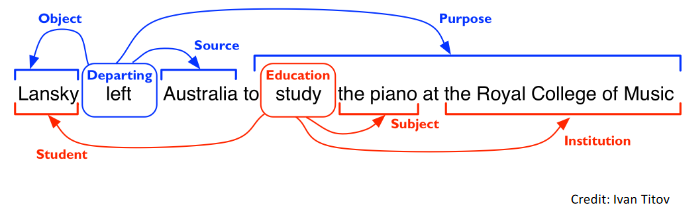 Object
Purpose
Source
Departing
Education
Lansky left Australia to study the piano at the Royal College of Music
Student
Subject
Institution
Credit: Ivan Titov